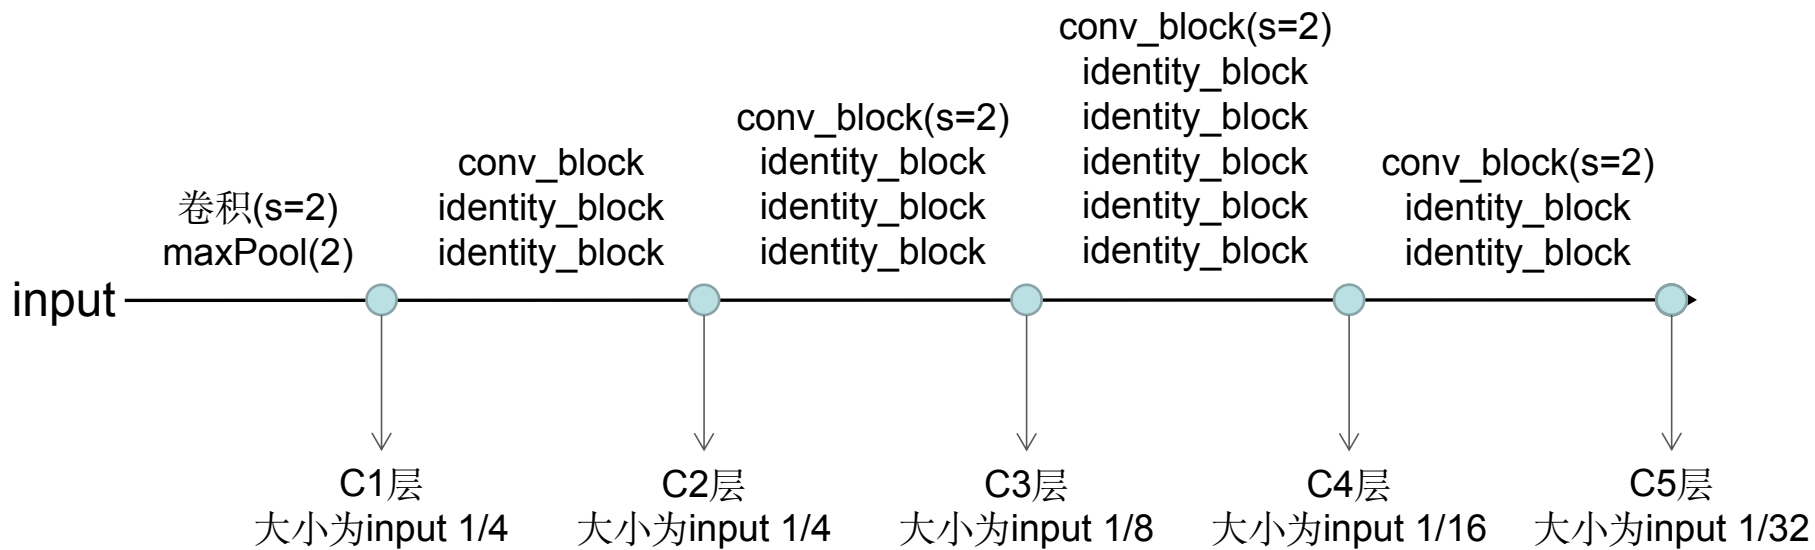 input
卷积(s=2)
maxPool(2)
conv_block
identity_block
identity_block
conv_block(s=2)
identity_block
identity_block
identity_block
conv_block(s=2)
identity_block
identity_block
identity_block
identity_block
identity_block
conv_block(s=2)
identity_block
identity_block
C1层
大小为input 1/4
C2层
大小为input 1/4
C3层
大小为input 1/8
C4层
大小为input 1/16
C5层
大小为input 1/32